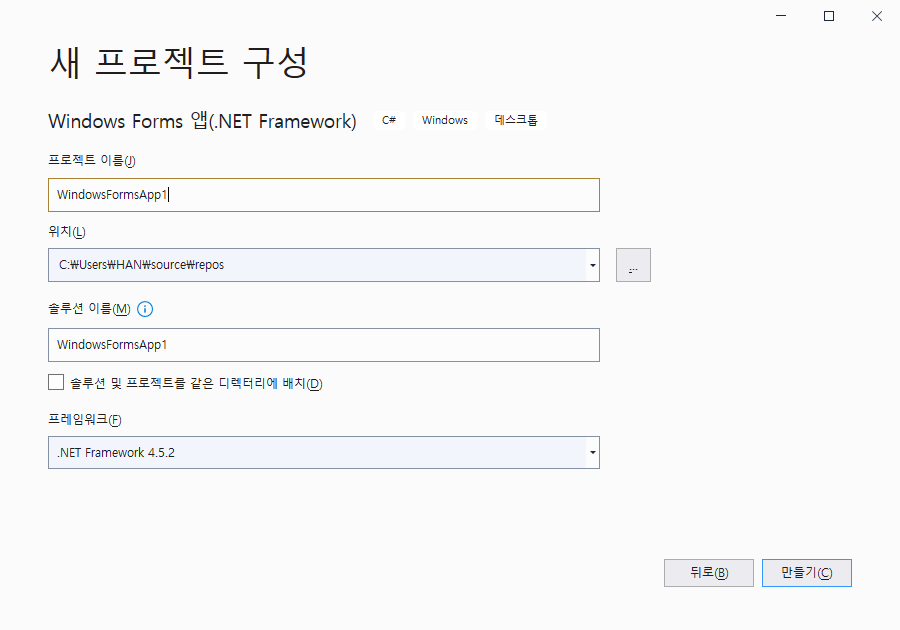 새 프로젝트 구성
Windows Forms 앱(.NET Framework) C# Windows 데스크톱
프로젝트 이름(J)
WindowsFormsApp1
위치(L)
C:₩Users₩HAN₩source₩repos
...
솔루션 이름(M)
WindowsFormsApp1
솔루션 및 프로젝트를 같은 디렉터리에 배치(D)
프레임워크(F)
.NET Framework 4.5.2
뒤로(B) 만들기(C)